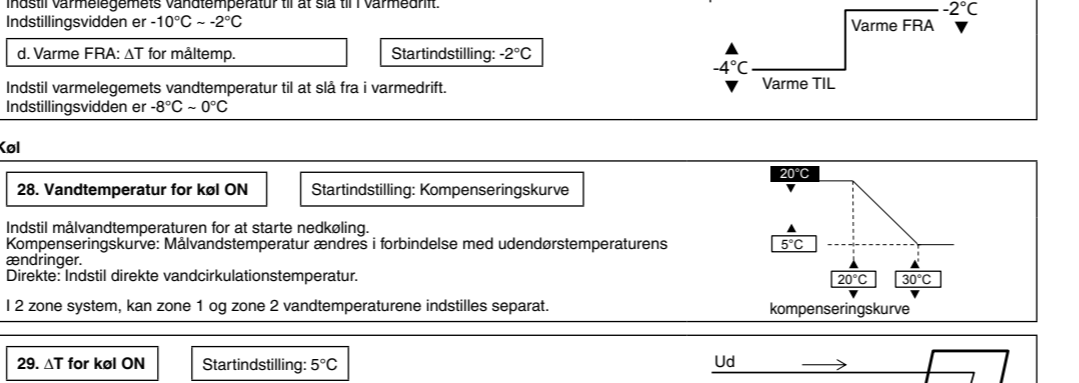 Indstil varmelegemets vandtemperatur til at slå til i varmedrift.
Indstillingsvidden er -10°C ~ -2°C
d. Varme FRA: ΔT for måltemp.
Startindstilling: -2°C
Indstil varmelegemets vandtemperatur til at slå fra i varmedrift.
Indstillingsvidden er -8°C ~ 0°C
-2°C
Varme FRA
-4°C
Varme TIL
Køl
28. Vandtemperatur for køl ON
Startindstilling: Kompenseringskurve
Indstil målvandtemperaturen for at starte nedkøling.
Kompenseringskurve: Målvandstemperatur ændres i forbindelse med udendørstemperaturens
ændringer.
Direkte: Indstil direkte vandcirkulationstemperatur.
I 2 zone system, kan zone 1 og zone 2 vandtemperaturene indstilles separat.
20°C
5°C
20°C
30°C
kompenseringskurve
29. ΔT for køl ON
Startindstilling: 5°C
Ud